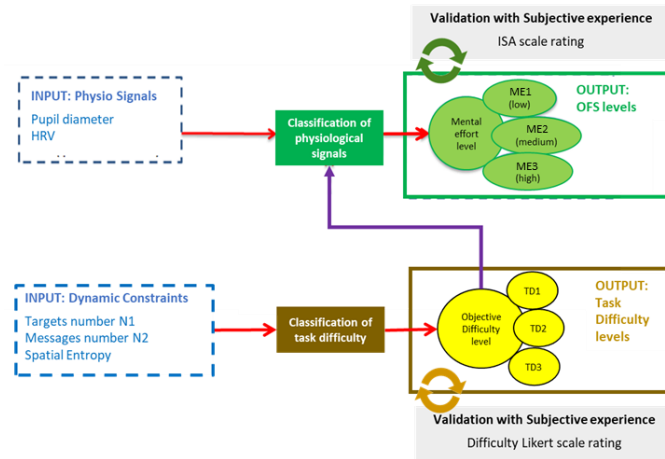 Validation with Subjective experience
ISA scale rating
INPUT: Physio Signals
Pupil diameter
HRV
Classification of
physiological
signals
Mental
effort
level
ME1
(low)
ME2
(medium)
ME3
(high)
OUTPUT:
OFS levels
INPUT: Dynamic Constraints
Targets number N1
Messages number N2
Spatial Entropy
Classification of
task difficulty
Objective
Difficulty
level
TD1
TD2
TD3
OUTPUT:
Task
Difficulty
levels
Validation with Subjective experience
Difficulty Likert scale rating